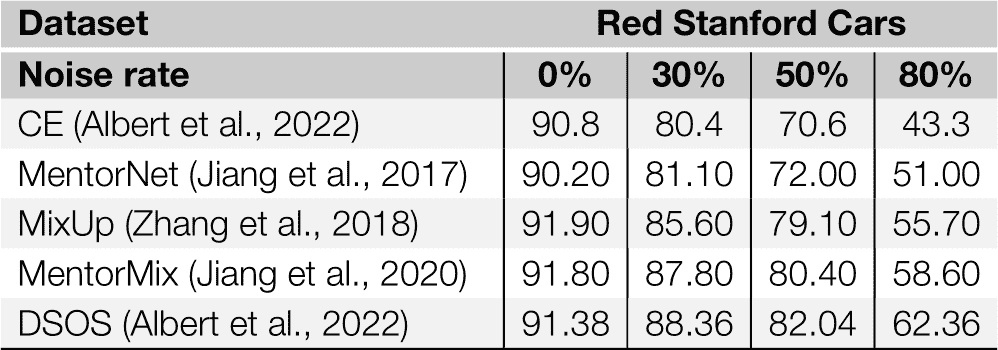 Dataset Red Stanford Cars
Noise rate 0% 30% 50% 80%
CE (Albert et al., 2022) 90.8 80.4 70.6 43.3
MentorNet (Jiang et al., 2017) 90.20 81.10 72.00 51.00
MixUp (Zhang et al., 2018) 91.90 85.60 79.10 55.70
MentorMix (Jiang et al., 2020) 91.80 87.80 80.40 58.60
DSOS (Albert et al., 2022) 91.38 88.36 82.04 62.36